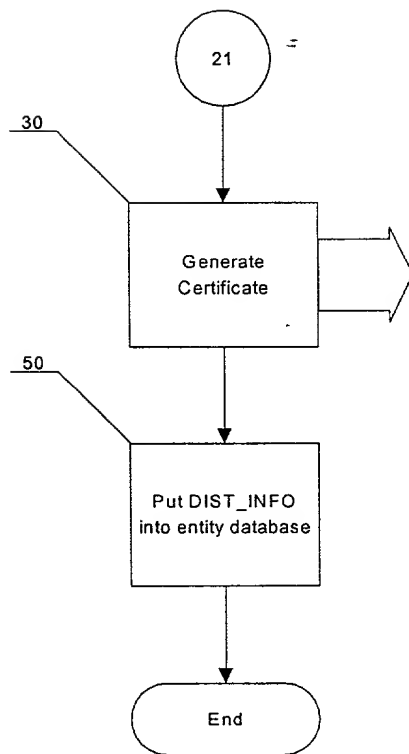 21
30
Generate
Certificate
50
Put DIST_INFO
into entity database
End